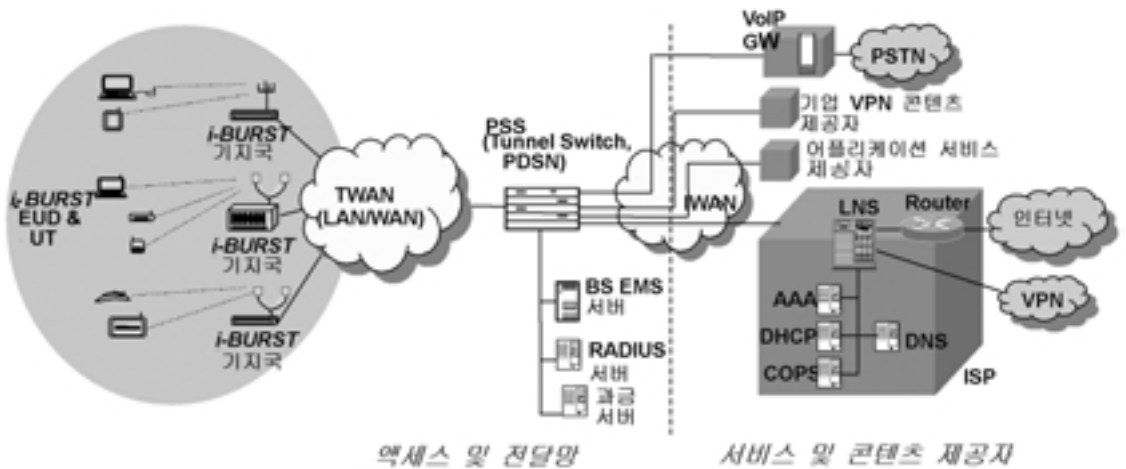 i-BURST
EUD &
UT
i-BURST
기지국
i-BURST
기지국
i-BURST
기지국
TWAN
(LAN/WAN)
PSS
(Tunnel Switch,
PDSN)
IWAN
BS EMS
서버
RADIUS
서버
과금
서버
VoIP
GW
PSTN
기업 VPN 콘텐츠
제공자
어플리케이션 서비스
제공자
LNS
Router
인터넷
VPN
AAA
DHCP
DNS
COPS
ISP
액세스 및 전달망
서비스 및 콘텐츠 제공자